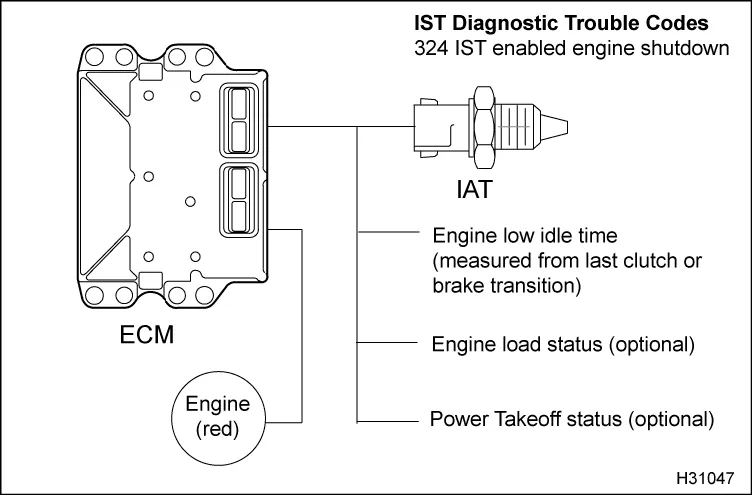 IST Diagnostic Trouble Codes
324 IST enabled engine shutdown
IAT
Engine low idle time
(measured from last clutch or
brake transition)
ECM
Engine load status (optional)
Engine
(red)
Power Takeoff status (optional)
H31047